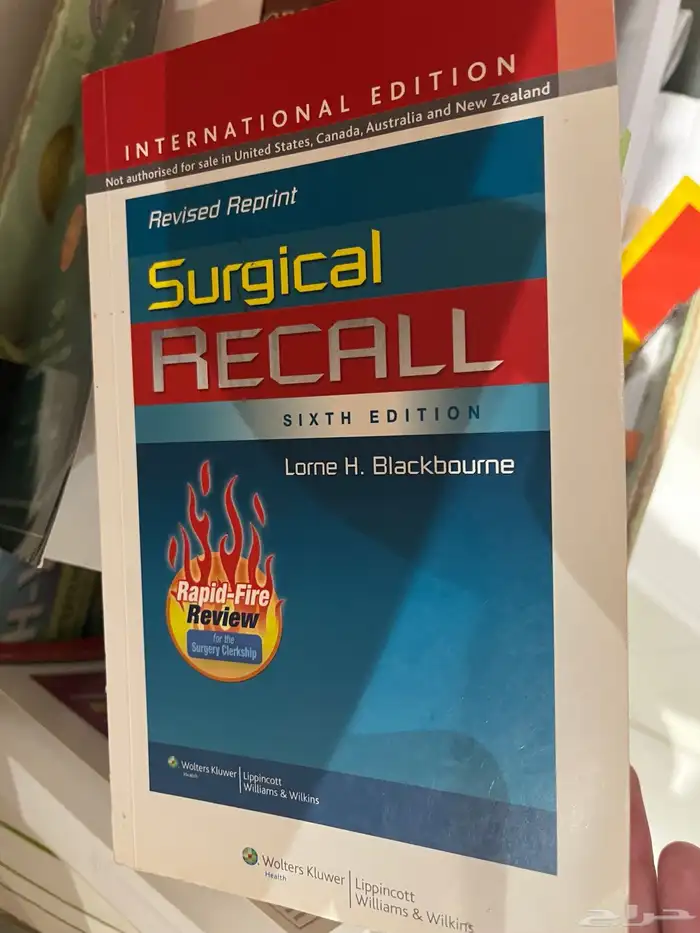 INTERNATIONAL EDITION
Not authorised for sale in United States, Canada, Australia and New Zealand
Revised Reprint
Surgical
RECALL
SIXTH EDITION
Lorne H. Blackbourne
Rapid-Fire
Review
for the
Surgery Clerkship
Wolters Kluwer
Health
Lippincott
Williams & Wilkins
Wolters Kluwer
Health
Lippincott
Williams & Wilkins
حراج